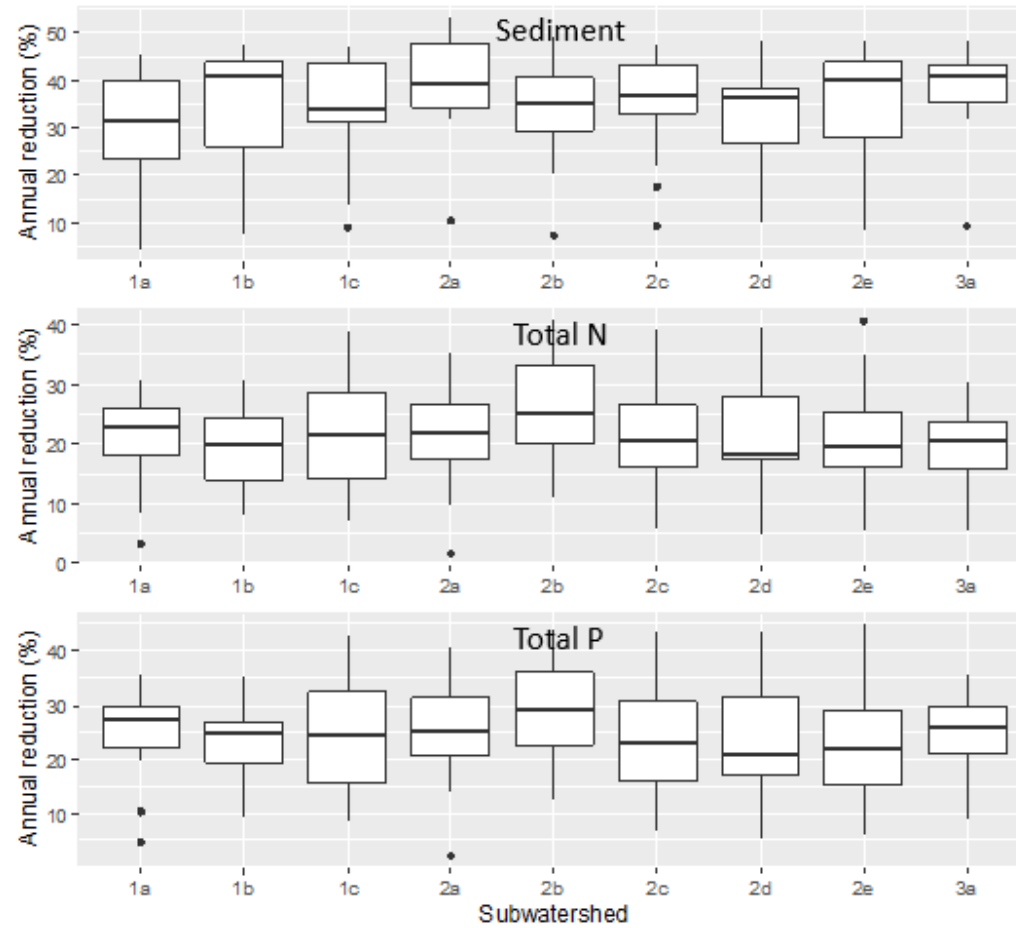 Sediment
Annual reduction (%)
50
40
30
20
10
1a 1b 1c 2a 2b 2c 2d 2e 3a
Total N
Annual reduction (%)
40
30
20
10
0
1a 1b 1c 2a 2b 2c 2d 2e 3a
Total P
Annual reduction (%)
40
30
20
10
1a 1b 1c 2a 2b 2c 2d 2e 3a
Subwatershed